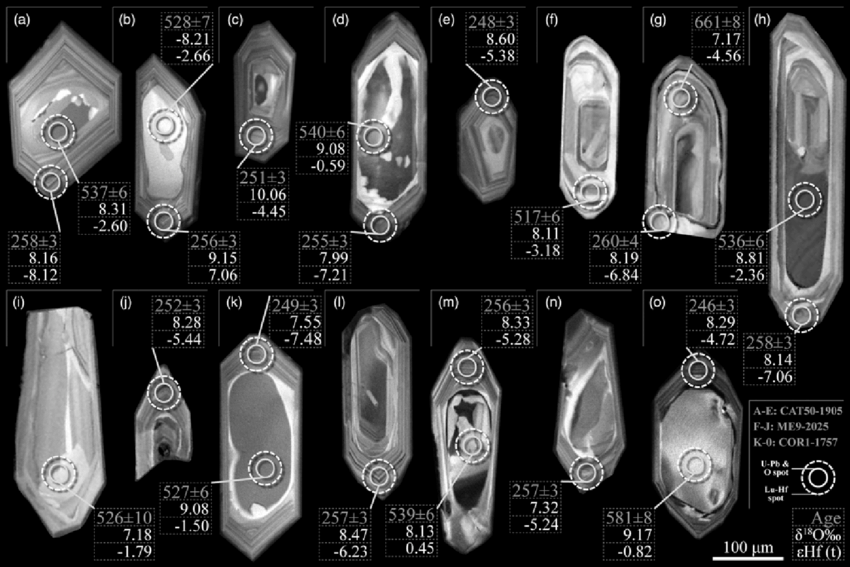 (a)
537±6
8.31
-2.60
258±3
8.16
-8.12
(b)
528±7
-8.21
-2.66
256±3
9.15
7.06
(c)
251±3
10.06
-4.45
(d)
540±6
9.08
-0.59
255±3
7.99
-7.21
(e)
248±3
8.60
-5.38
(f)
517±6
8.11
-3.18
(g)
661±8
7.17
-4.56
260±4
8.19
-6.84
(h)
536±6
8.81
-2.36
258±3
8.14
-7.06
(i)
526±10
7.18
-1.79
(j)
252±3
8.28
-5.44
(k)
249±3
7.55
-7.48
527±6
9.08
-1.50
(l)
257±3
8.47
-6.23
(m)
256±3
8.33
-5.28
539±6
8.13
0.45
(n)
257±3
7.32
-5.24
(o)
246±3
8.29
-4.72
581±8
9.17
-0.82
A-E: CAT50-1905
F-J: ME9-2025
K-0: COR1-1757
U-Pb &
O spot
Lu-Hf
spot
Age
δ¹⁸O‰
εHf (t)
100 µm